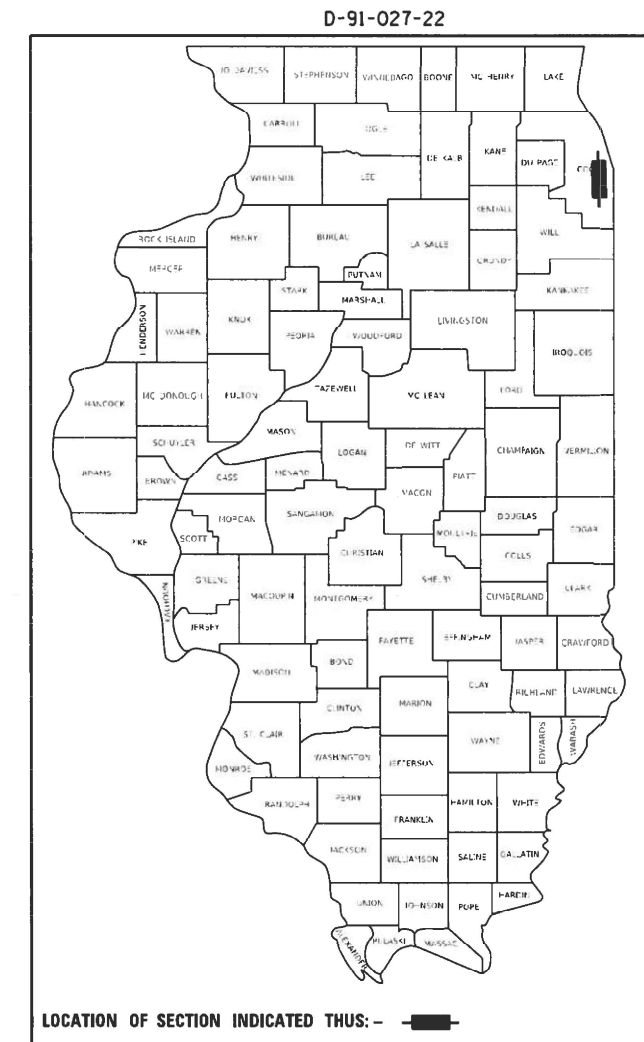 D-91-027-22
JO DAVIESS STEPHENSON WINNEBAGO BOONE MC HENRY LAKE
CARROLL OGLE
DE KALB KANE DU PAGE
WHITESIDE LEE
KENDALL
ROCK ISLAND HENRY BUREAU LA SALLE WILL
MERCER GRUNDY
PUTNAM
STARK KANKAKEE
MARSHALL
HENDERSON WARREN KNOX LIVINGSTON
PEORIA WOODFORD IROQUOIS
HANCOCK MC DONOUGH FULTON TAZEWELL MC LEAN FORD
MASON
SCHUYLER DE WITT
LOGAN CHAMPAIGN VERMILION
ADAMS BROWN CASS MENARD PIATT
MACON
MORGAN SANGAMON DOUGLAS
PIKE SCOTT MOULTRIE EDGAR
CHRISTIAN COLES
GREENE SHELBY
CALHOUN MACOUPIN MONTGOMERY CUMBERLAND CLARK
JERSEY
FAYETTE EFFINGHAM JASPER CRAWFORD
MADISON BOND
CLAY RICHLAND LAWRENCE
CLINTON MARION
ST. CLAIR WAYNE EDWARDS WABASH
WASHINGTON JEFFERSON
MONROE
RANDOLPH PERRY HAMILTON WHITE
FRANKLIN
JACKSON WILLIAMSON SALINE GALLATIN
UNION JOHNSON POPE HARDIN
ALEXANDER PULASKI MASSAC
LOCATION OF SECTION INDICATED THUS: -